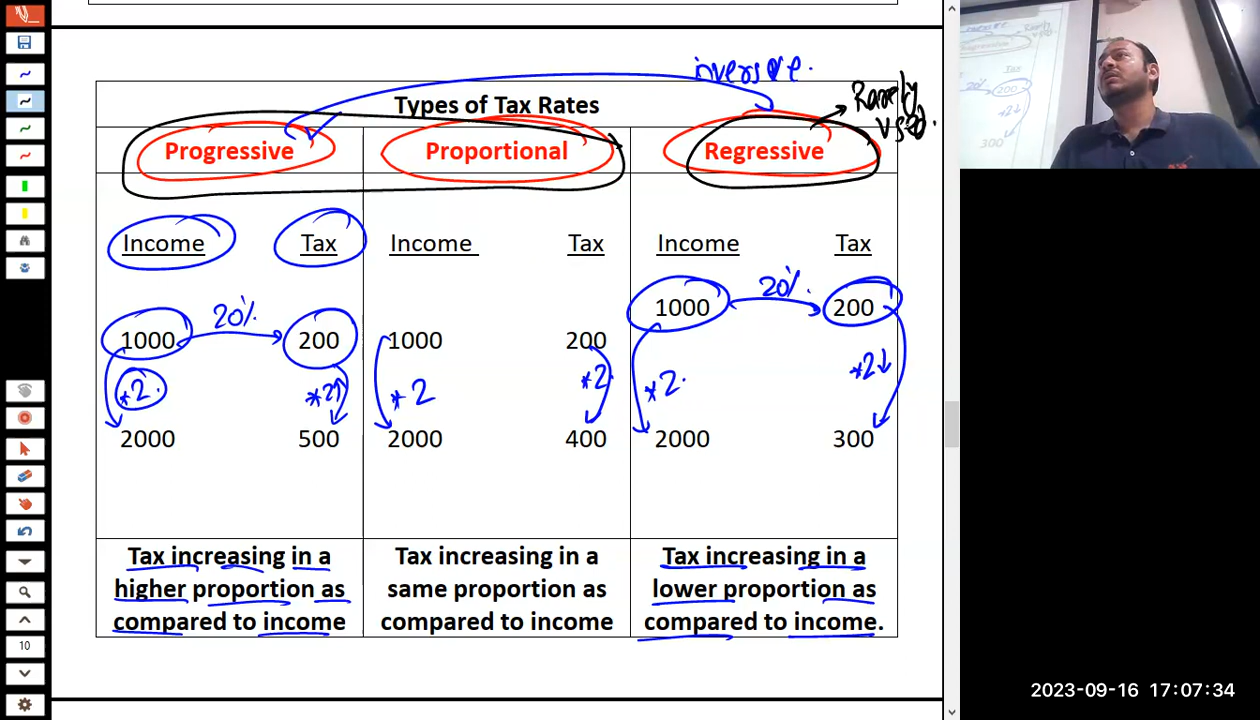 inverse.
Types of Tax Rates
Rarely
used.
Progressive Proportional Regressive
Income Tax Income Tax Income Tax
1000 20% 200 1000 200 1000 20% 200
*2. *2↑ *2 *2. *2. *2↓
2000 500 2000 400 2000 300
Tax increasing in a
higher proportion as
compared to income
Tax increasing in a
same proportion as
compared to income
Tax increasing in a
lower proportion as
compared to income.
10
2023-09-16 17:07:34